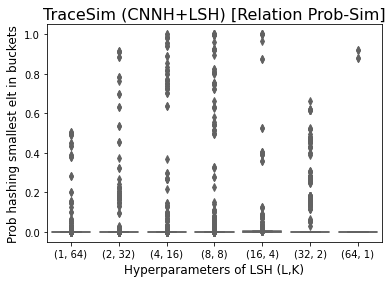 TraceSim (CNNH+LSH) [Relation Prob-Sim]
Prob hashing smallest elt in buckets
1.0
0.8
0.6
0.4
0.2
0.0
(1, 64) (2, 32) (4, 16) (8, 8) (16, 4) (32, 2) (64, 1)
Hyperparameters of LSH (L,K)